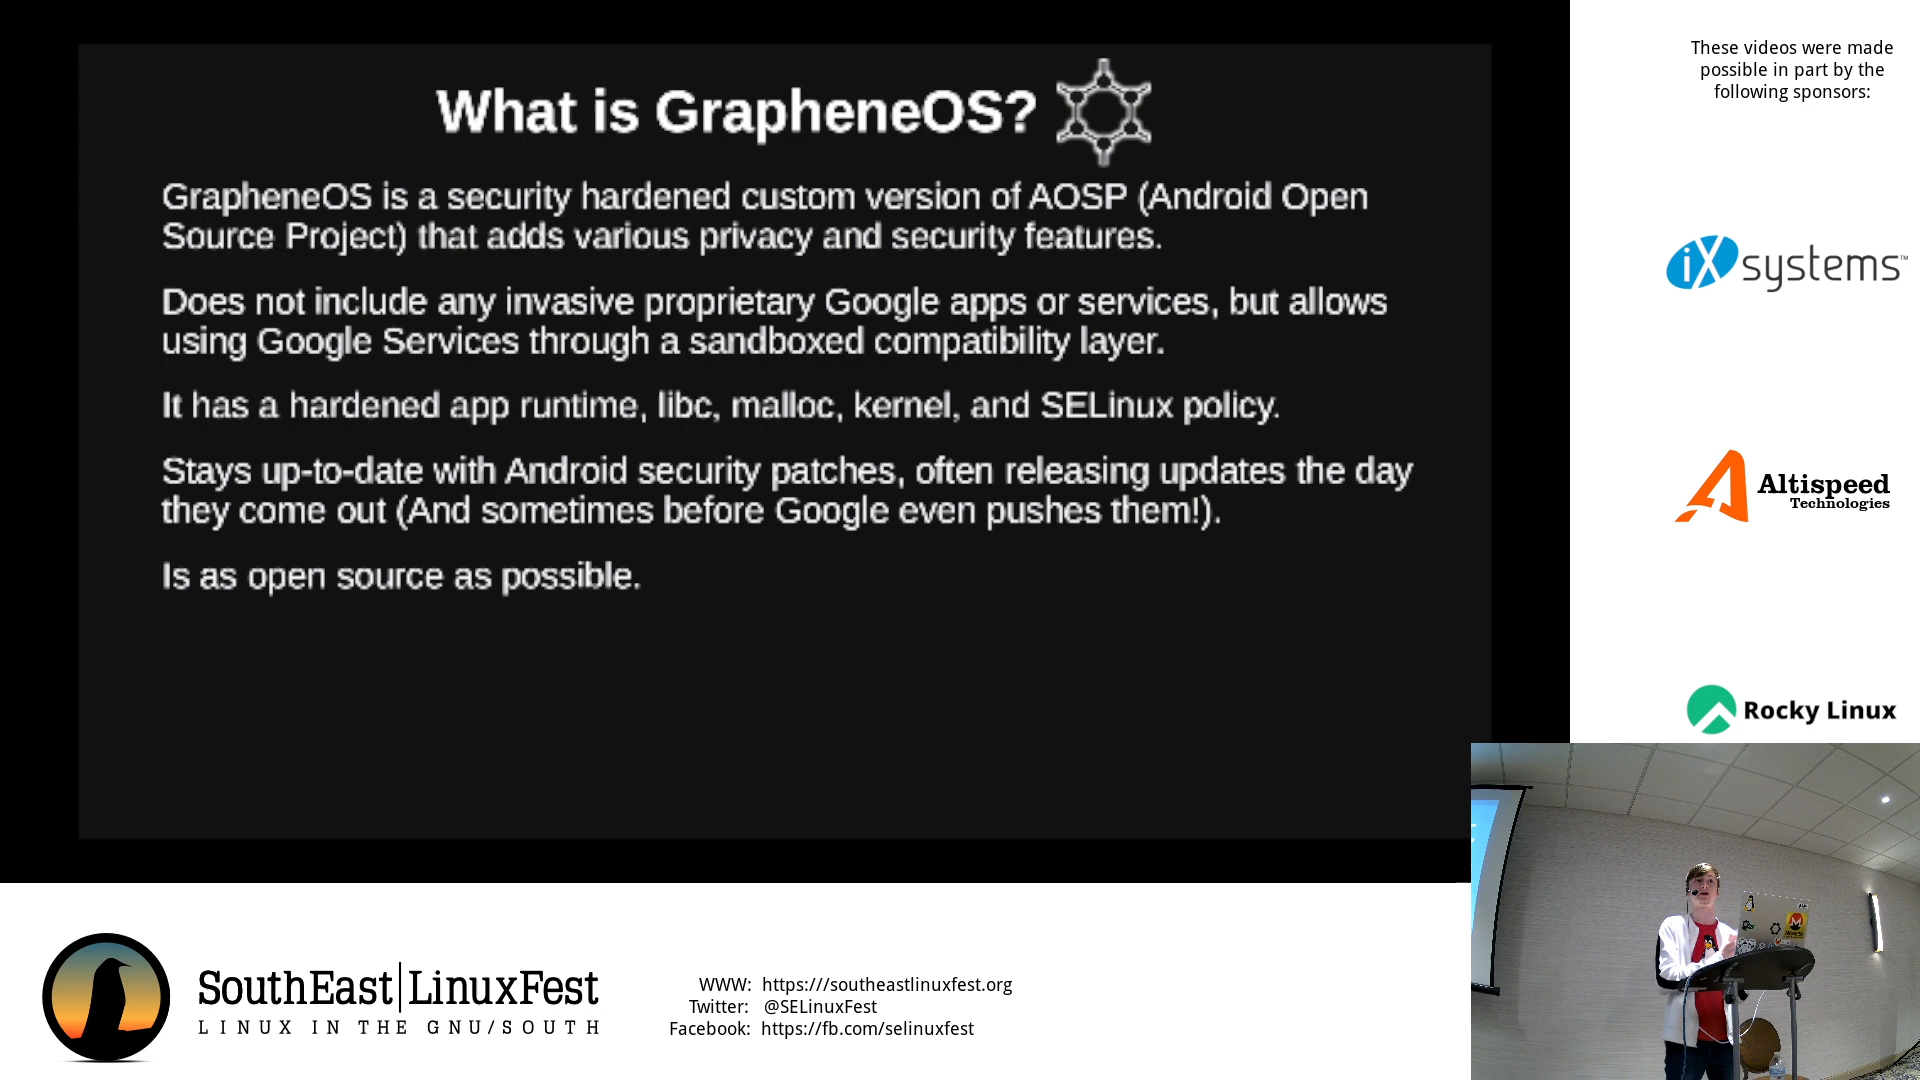 What is GrapheneOS?
GrapheneOS is a security hardened custom version of AOSP (Android Open
Source Project) that adds various privacy and security features.
Does not include any invasive proprietary Google apps or services, but allows
using Google Services through a sandboxed compatibility layer.
It has a hardened app runtime, libc, malloc, kernel, and SELinux policy.
Stays up-to-date with Android security patches, often releasing updates the day
they come out (And sometimes before Google even pushes them!).
Is as open source as possible.
These videos were made
possible in part by the
following sponsors:
iXsystems™
Altispeed
Technologies
Rocky Linux
SouthEast|LinuxFest
LINUX IN THE GNU/SOUTH
WWW: https:///southeastlinuxfest.org
Twitter: @SELinuxFest
Facebook: https://fb.com/selinuxfest